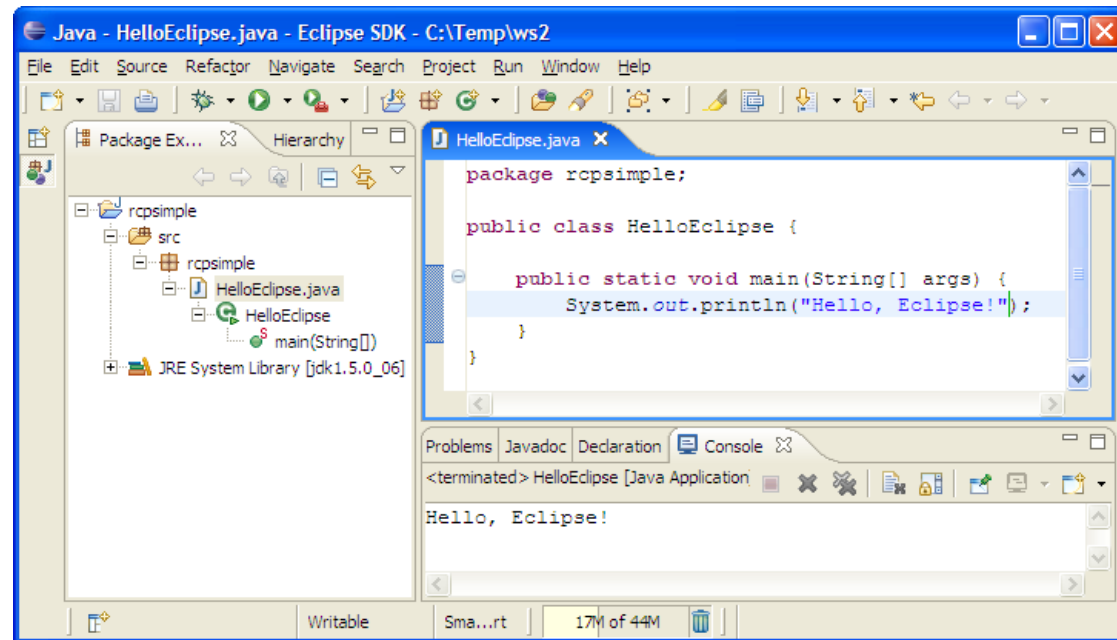 Java - HelloEclipse.java - Eclipse SDK - C:\Temp\ws2
File Edit Source Refactor Navigate Search Project Run Window Help
Package Ex... Hierarchy
rcpsimple
src
rcpsimple
HelloEclipse.java
HelloEclipse
main(String[])
JRE System Library [jdk1.5.0_06]
HelloEclipse.java
package rcpsimple;
public class HelloEclipse {
public static void main(String[] args) {
System.out.println("Hello, Eclipse!");
}
}
Problems Javadoc Declaration Console
<terminated> HelloEclipse [Java Application]
Hello, Eclipse!
Writable Sma...rt 17M of 44M